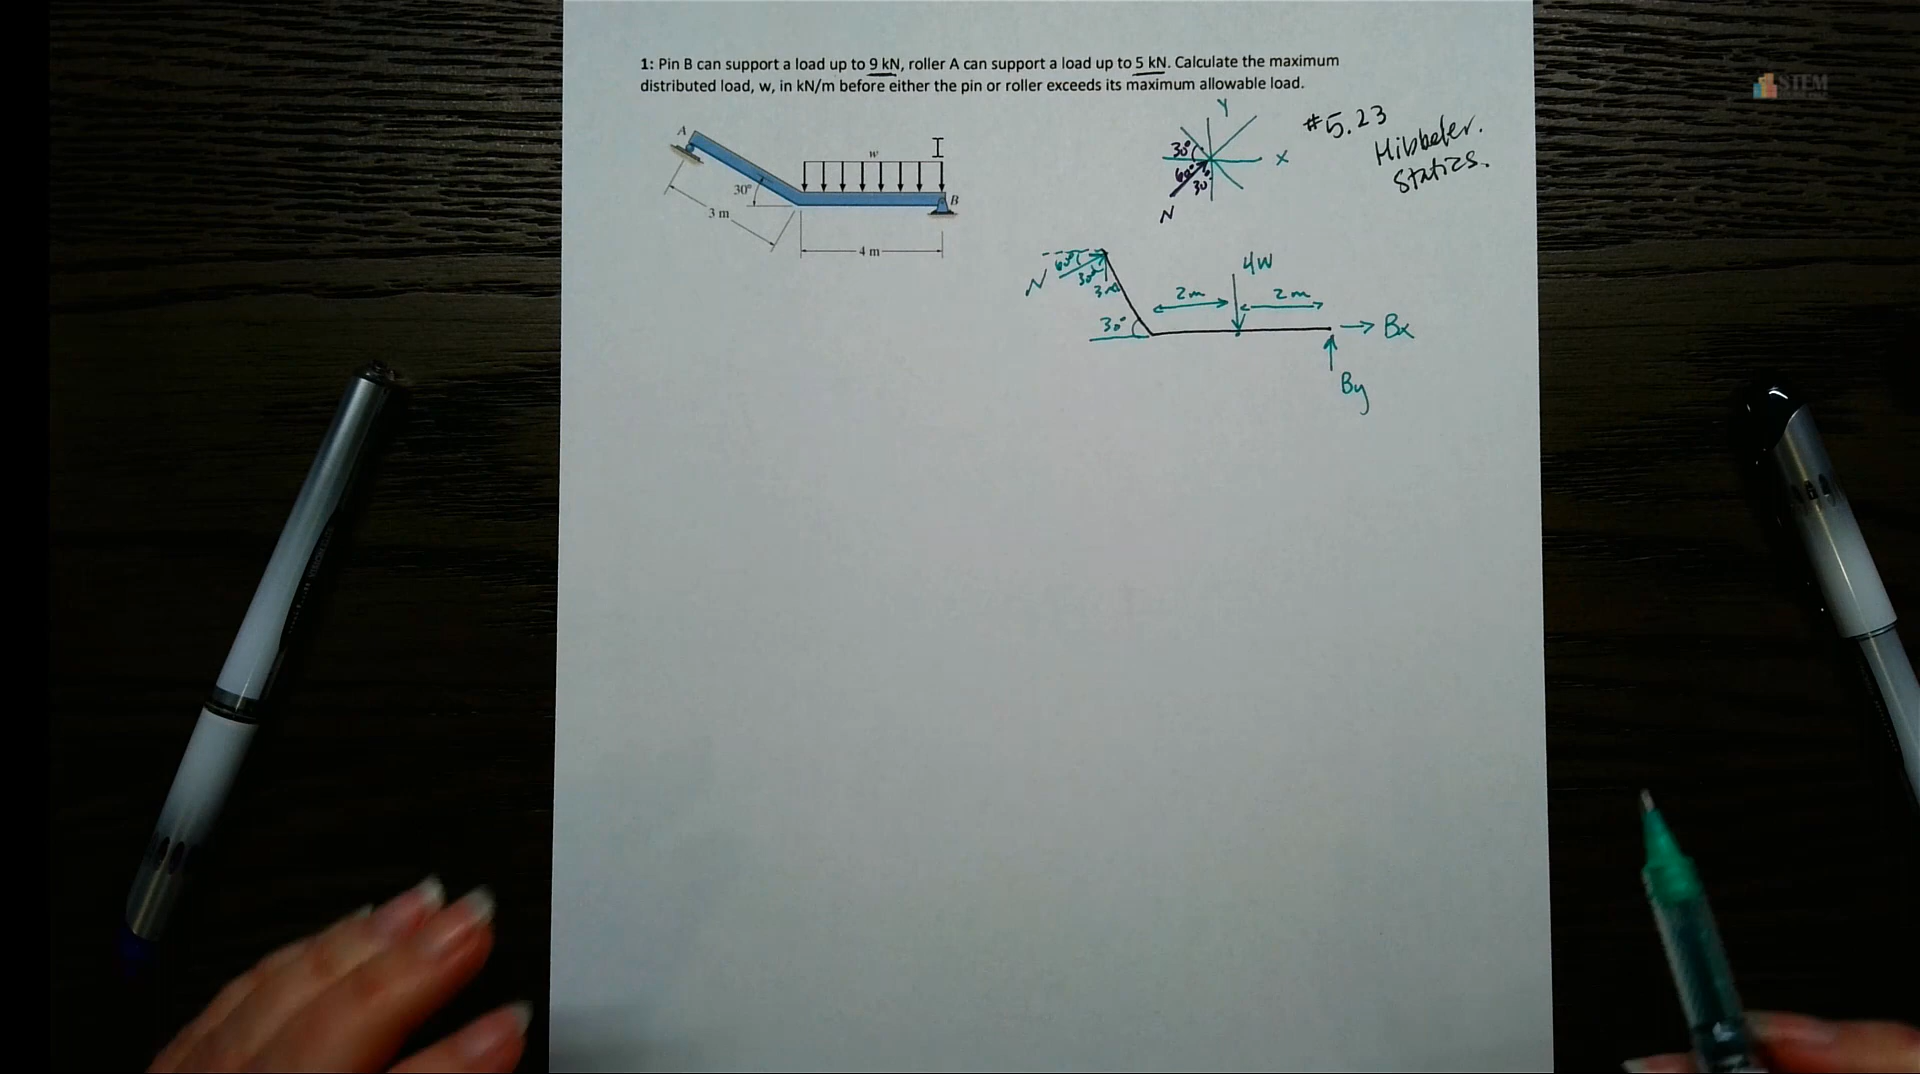 1: Pin B can support a load up to 9 kN, roller A can support a load up to 5 kN. Calculate the maximum
distributed load, w, in kN/m before either the pin or roller exceeds its maximum allowable load.
STEM
#5.23
Hibbeler.
Statics.
Y
X
30°
60°
30°
N
A
w
30°
B
3 m
4 m
4W
N
60°
30°
3m
2m
2m
30°
Bx
By